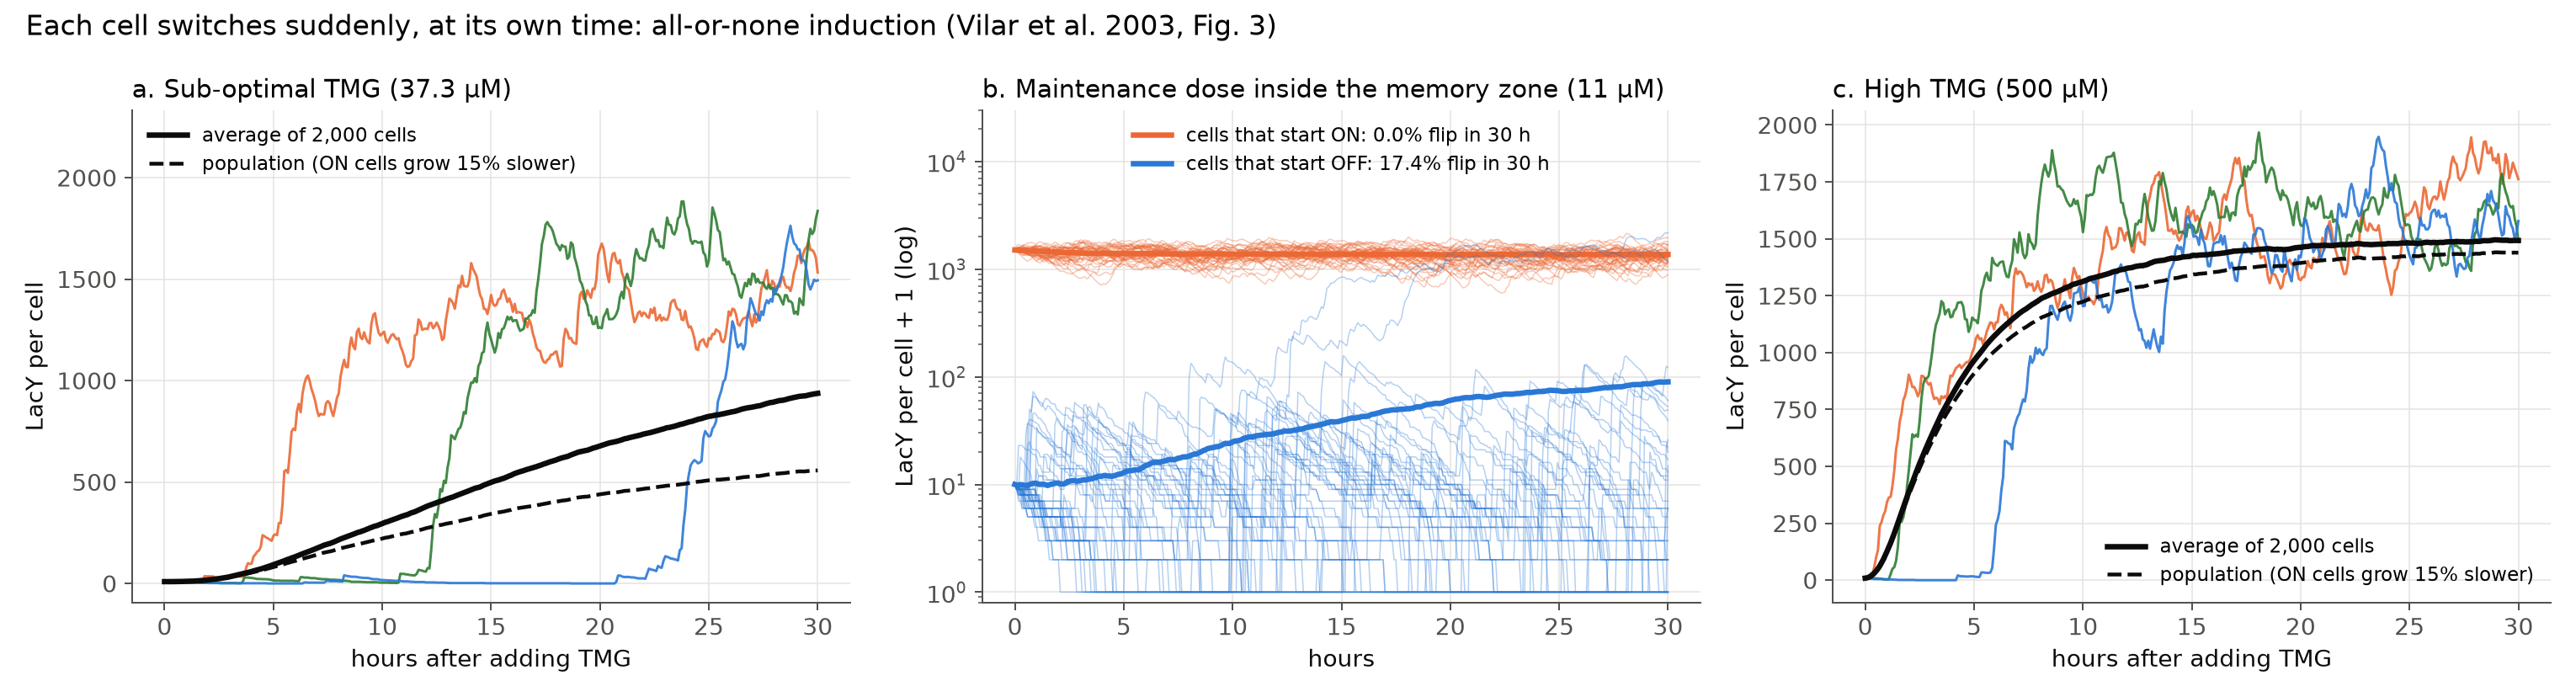 Each cell switches suddenly, at its own time: all-or-none induction (Vilar et al. 2003, Fig. 3)
a. Sub-optimal TMG (37.3 µM)
average of 2,000 cells
population (ON cells grow 15% slower)
2000
1500
1000
500
0
LacY per cell
0 5 10 15 20 25 30
hours after adding TMG
b. Maintenance dose inside the memory zone (11 µM)
cells that start ON: 0.0% flip in 30 h
cells that start OFF: 17.4% flip in 30 h
10⁴
10³
10²
10¹
10⁰
LacY per cell + 1 (log)
0 5 10 15 20 25 30
hours
c. High TMG (500 µM)
2000
1750
1500
1250
1000
750
500
250
0
LacY per cell
average of 2,000 cells
population (ON cells grow 15% slower)
0 5 10 15 20 25 30
hours after adding TMG